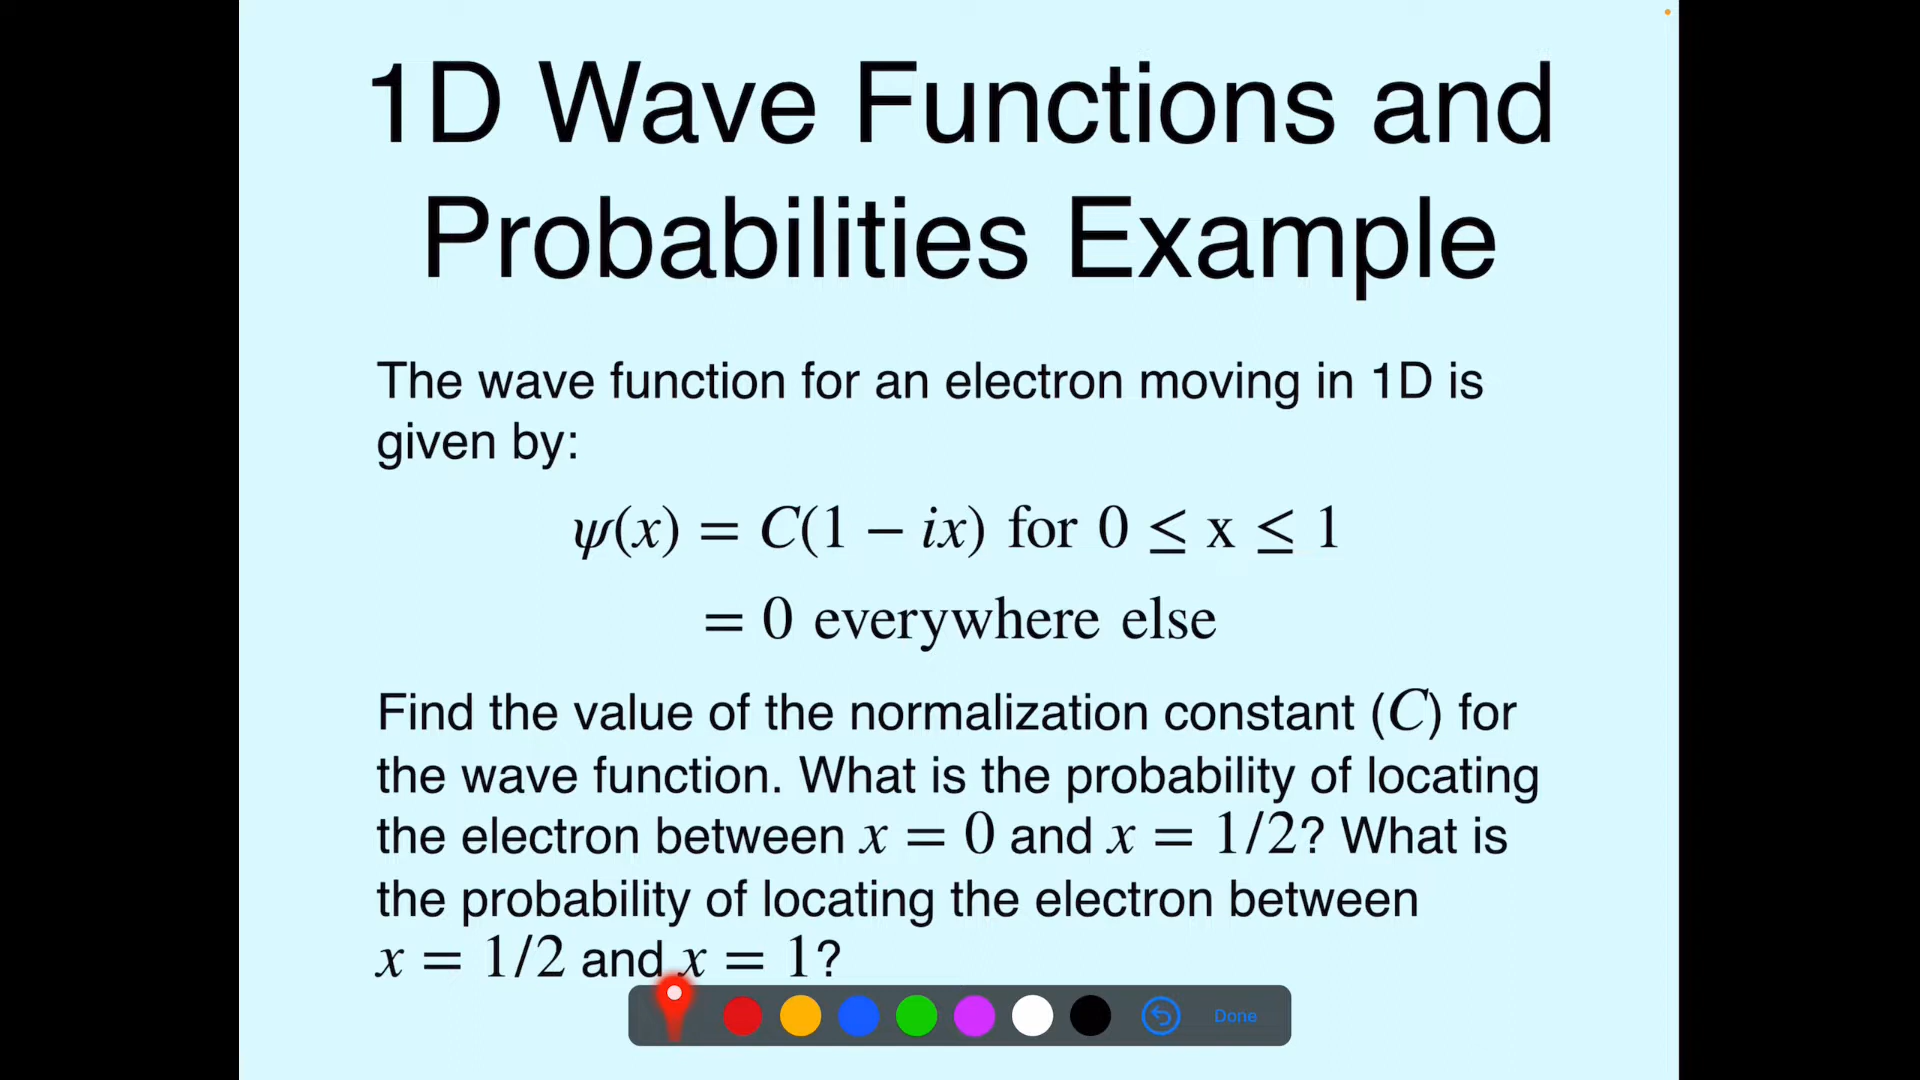 1D Wave Functions and
Probabilities Example
The wave function for an electron moving in 1D is
given by:
ψ(x) = C(1 − ix) for 0 ≤ x ≤ 1
= 0 everywhere else
Find the value of the normalization constant (C) for
the wave function. What is the probability of locating
the electron between x = 0 and x = 1/2? What is
the probability of locating the electron between
x = 1/2 and x = 1?
Done